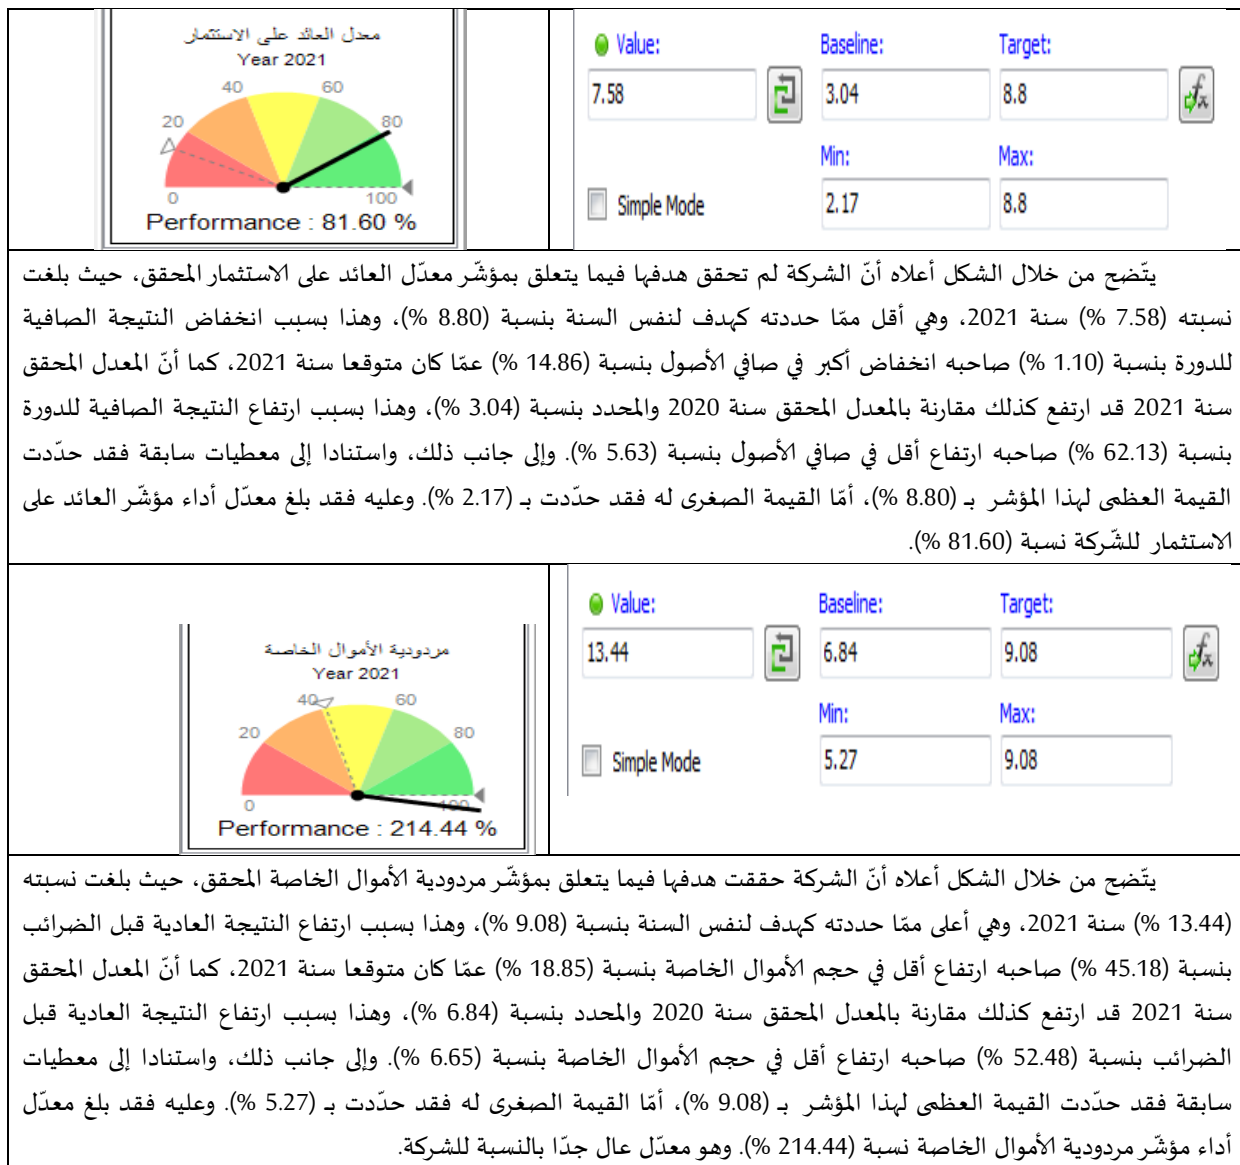 معدل العائد على الاستثمار
Year 2021
40
60
20
80
0
100
Performance : 81.60 %
Value:
Baseline:
Target:
7.58
3.04
8.8
Min:
Max:
Simple Mode
2.17
8.8
يتّضح من خلال الشكل أعلاه أنّ الشركة لم تحقق هدفها فيما يتعلق بمؤشّر معدّل العائد على الاستثمار المحقق، حيث بلغت
نسبته (7.58 %) سنة 2021، وهي أقل ممّا حددته كهدف لنفس السنة بنسبة (8.80 %)، وهذا بسبب انخفاض النتيجة الصافية
للدورة بنسبة (1.10 %) صاحبه انخفاض أكبر في صافي الأصول بنسبة (14.86 %) عمّا كان متوقعا سنة 2021، كما أنّ المعدل المحقق
سنة 2021 قد ارتفع كذلك مقارنة بالمعدل المحقق سنة 2020 والمحدد بنسبة (3.04 %)، وهذا بسبب ارتفاع النتيجة الصافية للدورة
بنسبة (62.13 %) صاحبه ارتفاع أقل في صافي الأصول بنسبة (5.63 %). وإلى جانب ذلك، واستنادا إلى معطيات سابقة فقد حدّدت
القيمة العظمى لهذا المؤشر بـ (8.80 %)، أمّا القيمة الصغرى له فقد حدّدت بـ (2.17 %). وعليه فقد بلغ معدّل أداء مؤشّر العائد على
الاستثمار للشّركة نسبة (81.60 %).
مردودية الأموال الخاصة
Year 2021
40
60
20
80
0
100
Performance : 214.44 %
Value:
Baseline:
Target:
13.44
6.84
9.08
Min:
Max:
Simple Mode
5.27
9.08
يتّضح من خلال الشكل أعلاه أنّ الشركة حققت هدفها فيما يتعلق بمؤشّر مردودية الأموال الخاصة المحقق، حيث بلغت نسبته
(13.44 %) سنة 2021، وهي أعلى ممّا حددته كهدف لنفس السنة بنسبة (9.08 %)، وهذا بسبب ارتفاع النتيجة العادية قبل الضرائب
بنسبة (45.18 %) صاحبه ارتفاع أقل في حجم الأموال الخاصة بنسبة (18.85 %) عمّا كان متوقعا سنة 2021، كما أنّ المعدل المحقق
سنة 2021 قد ارتفع كذلك مقارنة بالمعدل المحقق سنة 2020 والمحدد بنسبة (6.84 %)، وهذا بسبب ارتفاع النتيجة العادية قبل
الضرائب بنسبة (52.48 %) صاحبه ارتفاع أقل في حجم الأموال الخاصة بنسبة (6.65 %). وإلى جانب ذلك، واستنادا إلى معطيات
سابقة فقد حدّدت القيمة العظمى لهذا المؤشر بـ (9.08 %)، أمّا القيمة الصغرى له فقد حدّدت بـ (5.27 %). وعليه فقد بلغ معدّل
أداء مؤشّر مردودية الأموال الخاصة نسبة (214.44 %). وهو معدّل عال جدّا بالنسبة للشركة.